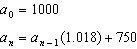 a₀ = 1000
aₙ = aₙ₋₁(1.018) + 750